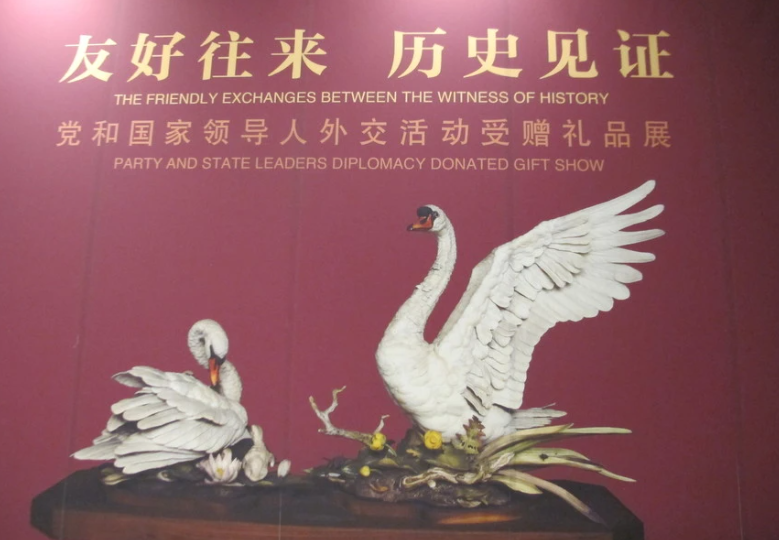 友好往来 历史见证
THE FRIENDLY EXCHANGES BETWEEN THE WITNESS OF HISTORY
党和国家领导人外交活动受赠礼品展
PARTY AND STATE LEADERS DIPLOMACY DONATED GIFT SHOW